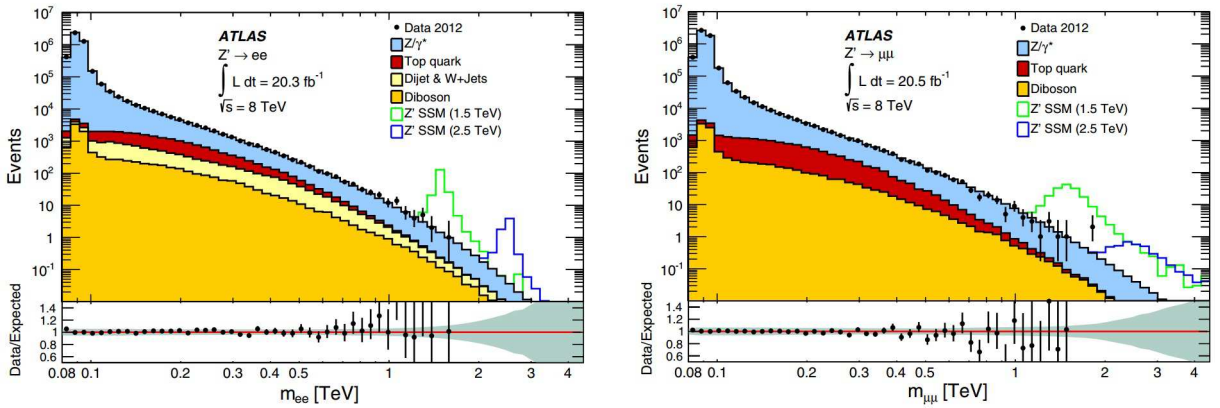 ATLAS
Z' → ee
∫ L dt = 20.3 fb⁻¹
√s = 8 TeV
Data 2012
Z/γ*
Top quark
Dijet & W+Jets
Diboson
Z' SSM (1.5 TeV)
Z' SSM (2.5 TeV)
Events
10⁷
10⁶
10⁵
10⁴
10³
10²
10
1
10⁻¹
Data/Expected
1.4
1.2
1
0.8
0.6
0.08 0.1 0.2 0.3 0.4 0.5 1 2 3 4
mₑₑ [TeV]
ATLAS
Z' → μμ
∫ L dt = 20.5 fb⁻¹
√s = 8 TeV
Data 2012
Z/γ*
Top quark
Diboson
Z' SSM (1.5 TeV)
Z' SSM (2.5 TeV)
Events
10⁷
10⁶
10⁵
10⁴
10³
10²
10
1
10⁻¹
Data/Expected
1.4
1.2
1
0.8
0.6
0.08 0.1 0.2 0.3 0.4 0.5 1 2 3 4
m_μμ [TeV]